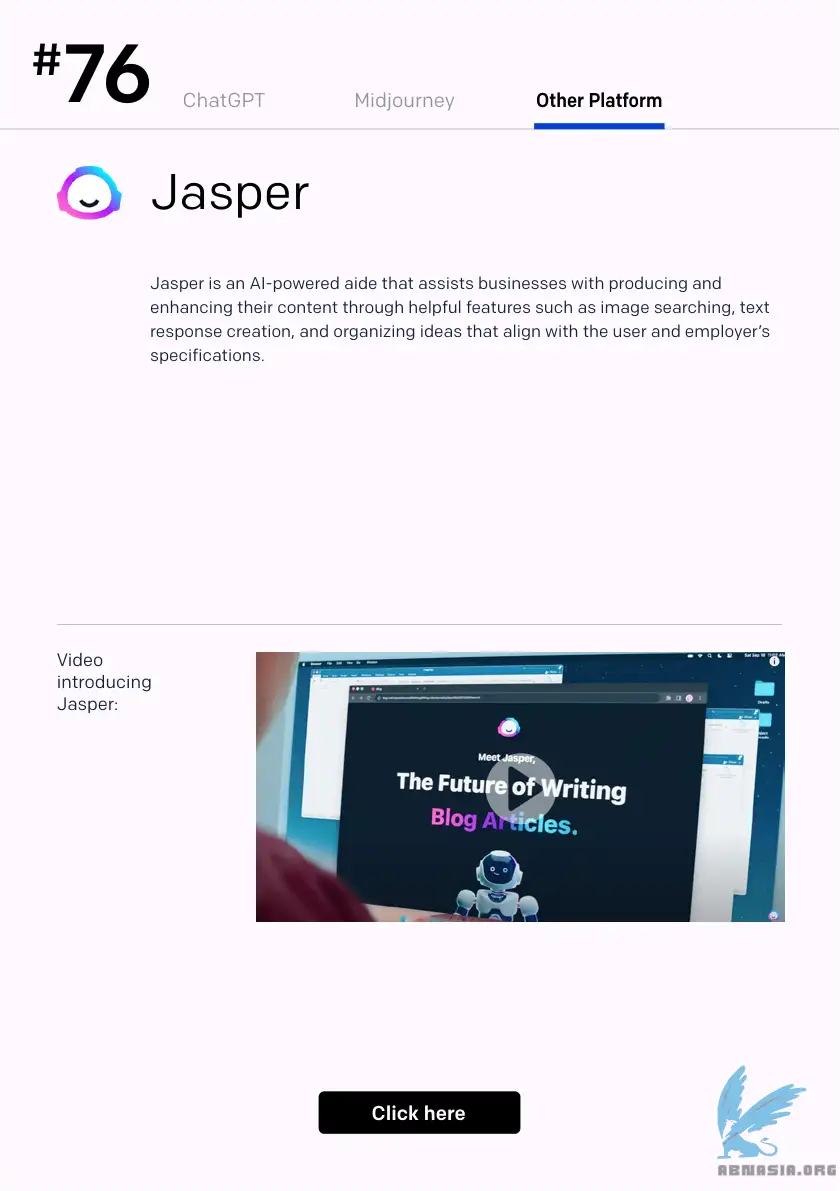 #76
ChatGPT
Midjourney
Other Platform
Jasper
Jasper is an AI-powered aide that assists businesses with producing and
enhancing their content through helpful features such as image searching, text
response creation, and organizing ideas that align with the user and employer’s
specifications.
Video
introducing
Jasper:
Meet Jasper,
The Future of Writing
Blog Articles.
Drafts
Click here
ABMASIA.ORG